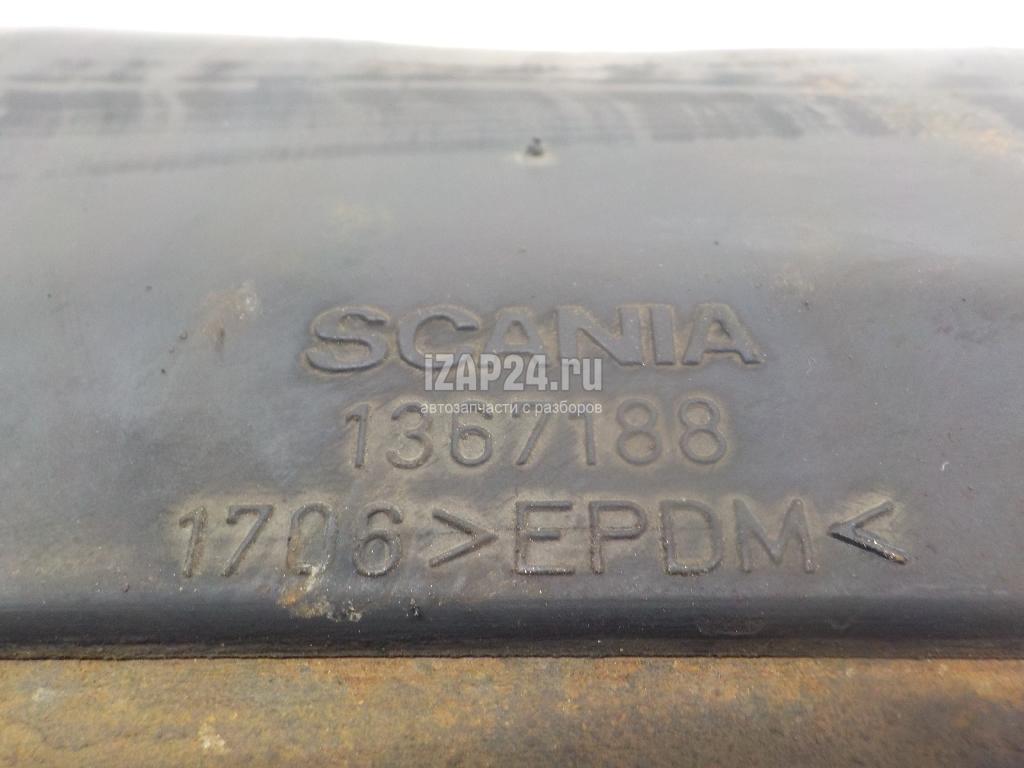 SCANIA
iZAP24.ru
автозапчасти с разборов
1367188
1706 >EPDM<